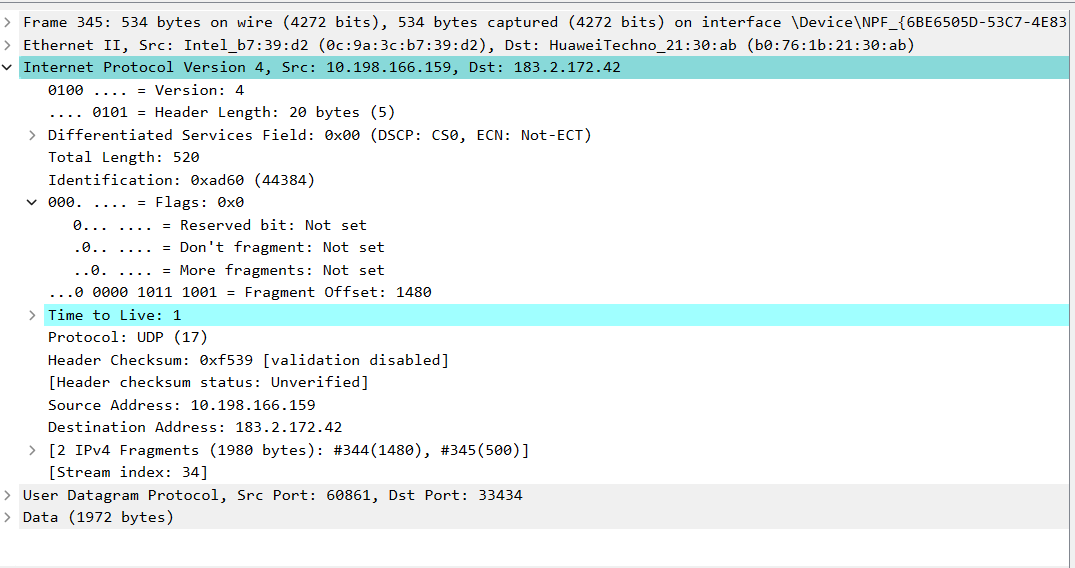 Frame 345: 534 bytes on wire (4272 bits), 534 bytes captured (4272 bits) on interface \Device\NPF_{6BE6505D-53C7-4E83
Ethernet II, Src: Intel_b7:39:d2 (0c:9a:3c:b7:39:d2), Dst: HuaweiTechno_21:30:ab (b0:76:1b:21:30:ab)
Internet Protocol Version 4, Src: 10.198.166.159, Dst: 183.2.172.42
0100 .... = Version: 4
.... 0101 = Header Length: 20 bytes (5)
Differentiated Services Field: 0x00 (DSCP: CS0, ECN: Not-ECT)
Total Length: 520
Identification: 0xad60 (44384)
000. .... = Flags: 0x0
0... .... = Reserved bit: Not set
.0.. .... = Don't fragment: Not set
..0. .... = More fragments: Not set
...0 0000 1011 1001 = Fragment Offset: 1480
Time to Live: 1
Protocol: UDP (17)
Header Checksum: 0xf539 [validation disabled]
[Header checksum status: Unverified]
Source Address: 10.198.166.159
Destination Address: 183.2.172.42
[2 IPv4 Fragments (1980 bytes): #344(1480), #345(500)]
[Stream index: 34]
User Datagram Protocol, Src Port: 60861, Dst Port: 33434
Data (1972 bytes)